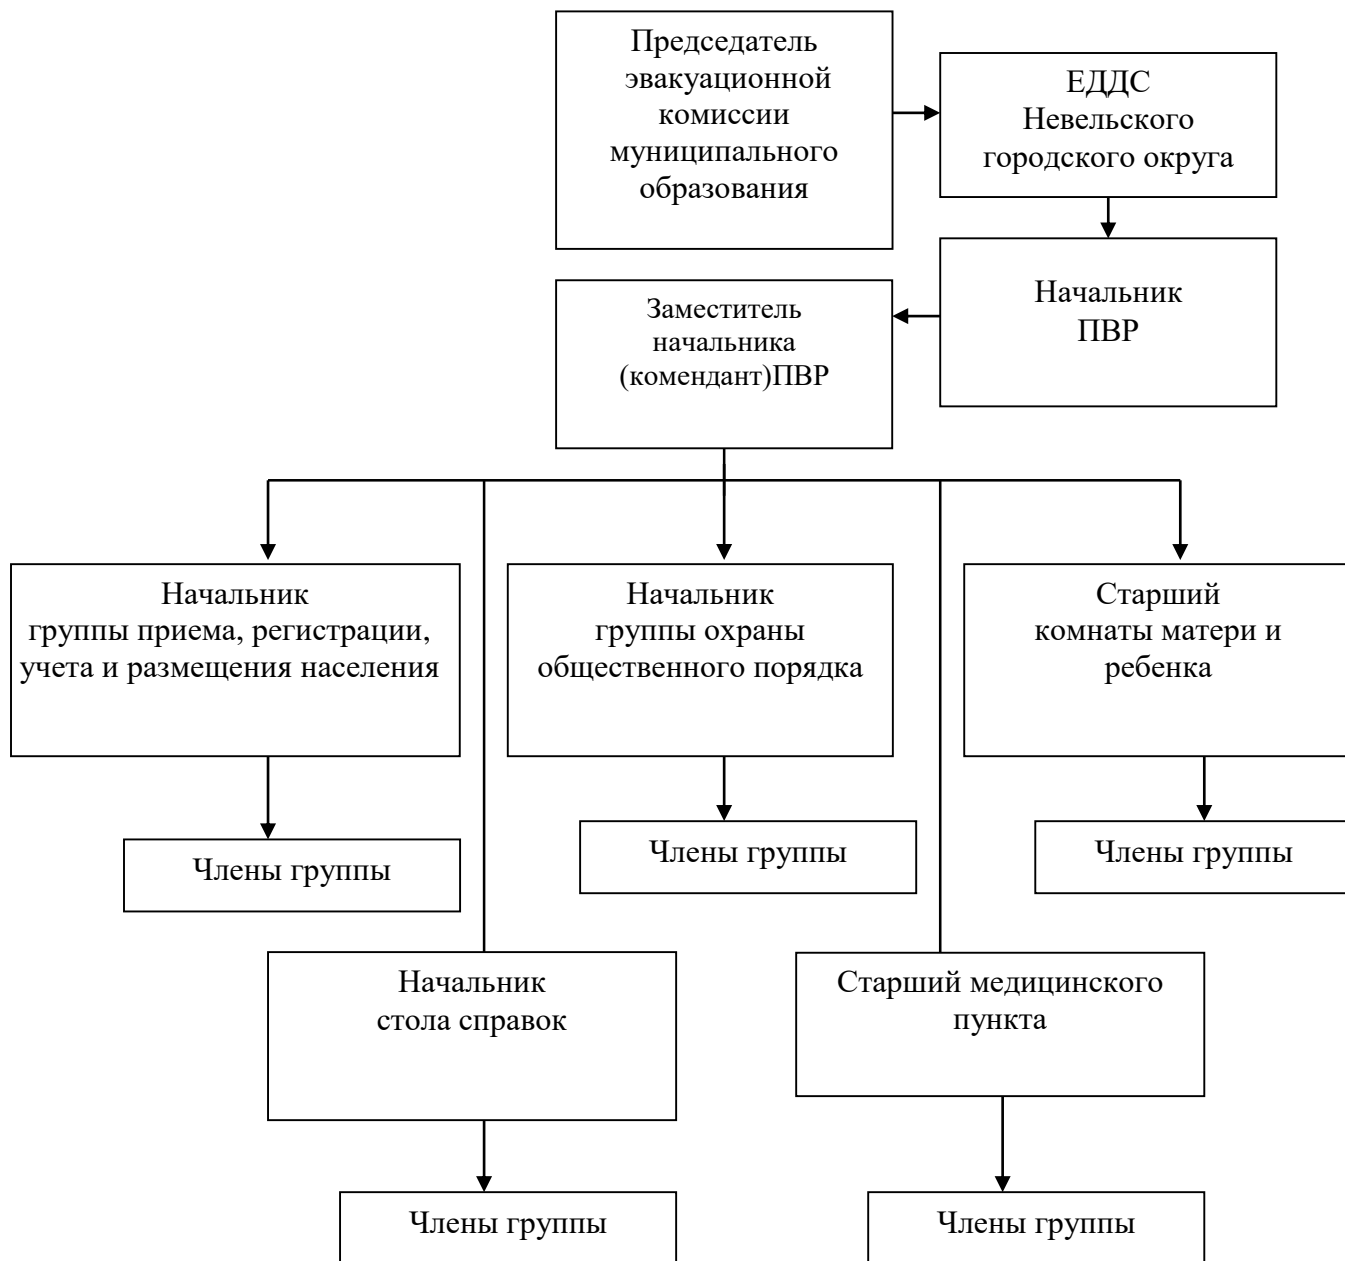 Председатель
эвакуационной
комиссии
муниципального
образования
ЕДДС
Невельского
городского округа
Начальник
ПВР
Заместитель
начальника
(комендант)ПВР
Начальник
группы приема, регистрации,
учета и размещения населения
Начальник
группы охраны
общественного порядка
Старший
комнаты матери и
ребенка
Члены группы
Члены группы
Члены группы
Начальник
стола справок
Старший медицинского
пункта
Члены группы
Члены группы